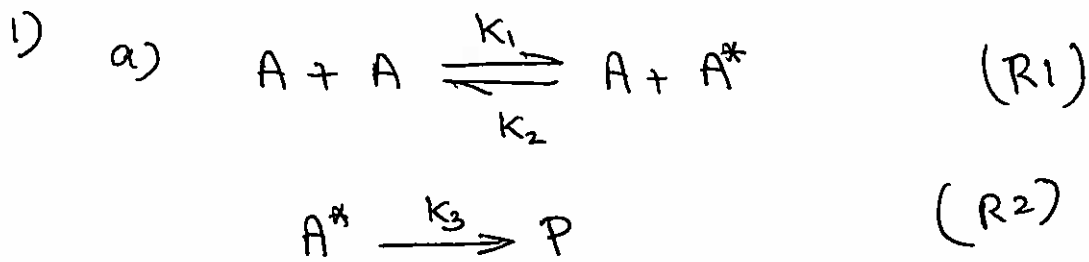 1) a) A + A ⇌ A + A* (R1)
K₁
K₂
A* →K₃ P (R2)